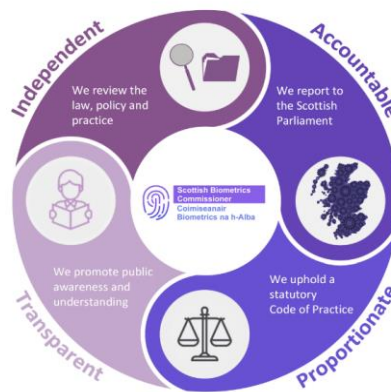 Independent
We review the
law, policy and
practice
Accountable
We report to
the Scottish
Parliament
Scottish Biometrics
Commissioner
Coimiseanair
Biometrics na h-Alba
We promote public
awareness and
understanding
Transparent
We uphold a
statutory
Code of Practice
Proportionate